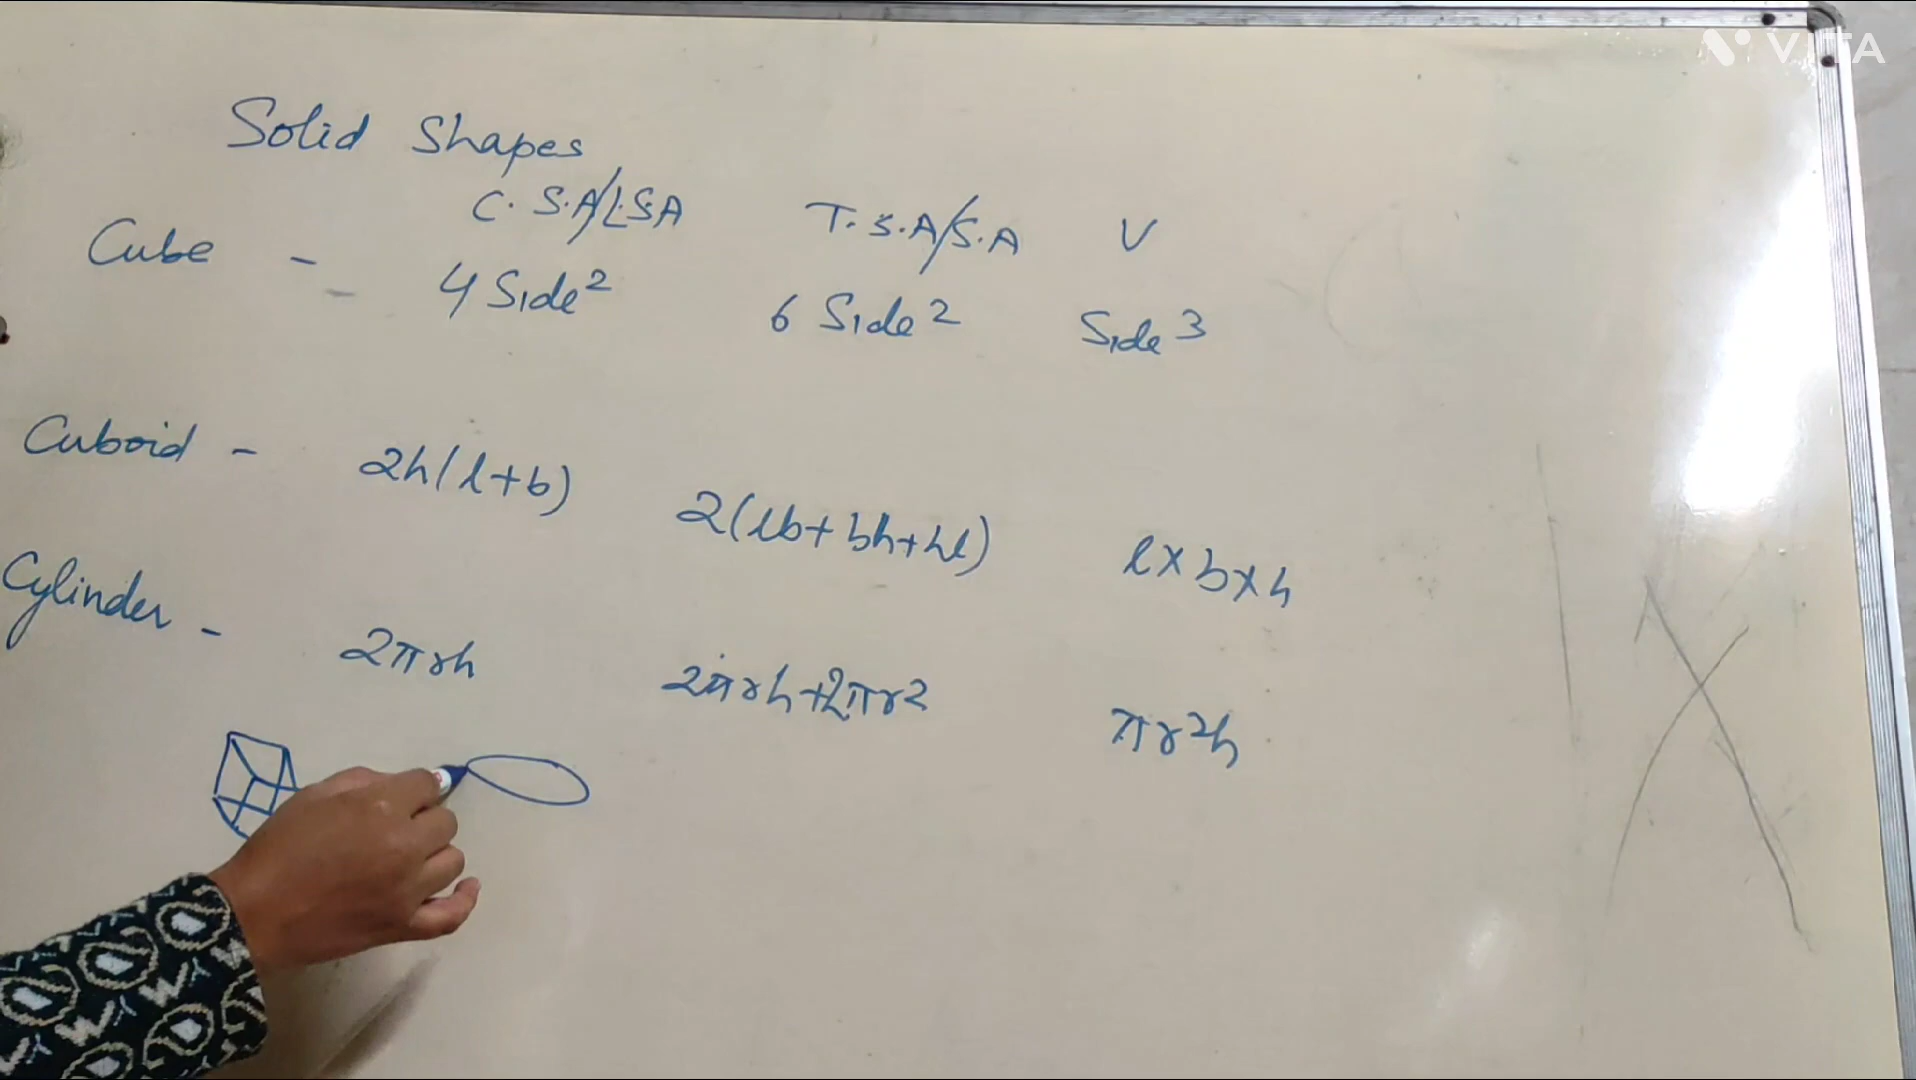 VITA
Solid Shapes
C. S.A/L.S.A T.S.A/S.A V
Cube - 4 Side² 6 Side² Side³
Cuboid - 2h(l+b) 2(lb+bh+hl) l×b×h
Cylinder - 2πrh 2πrh+2πr² πr²h